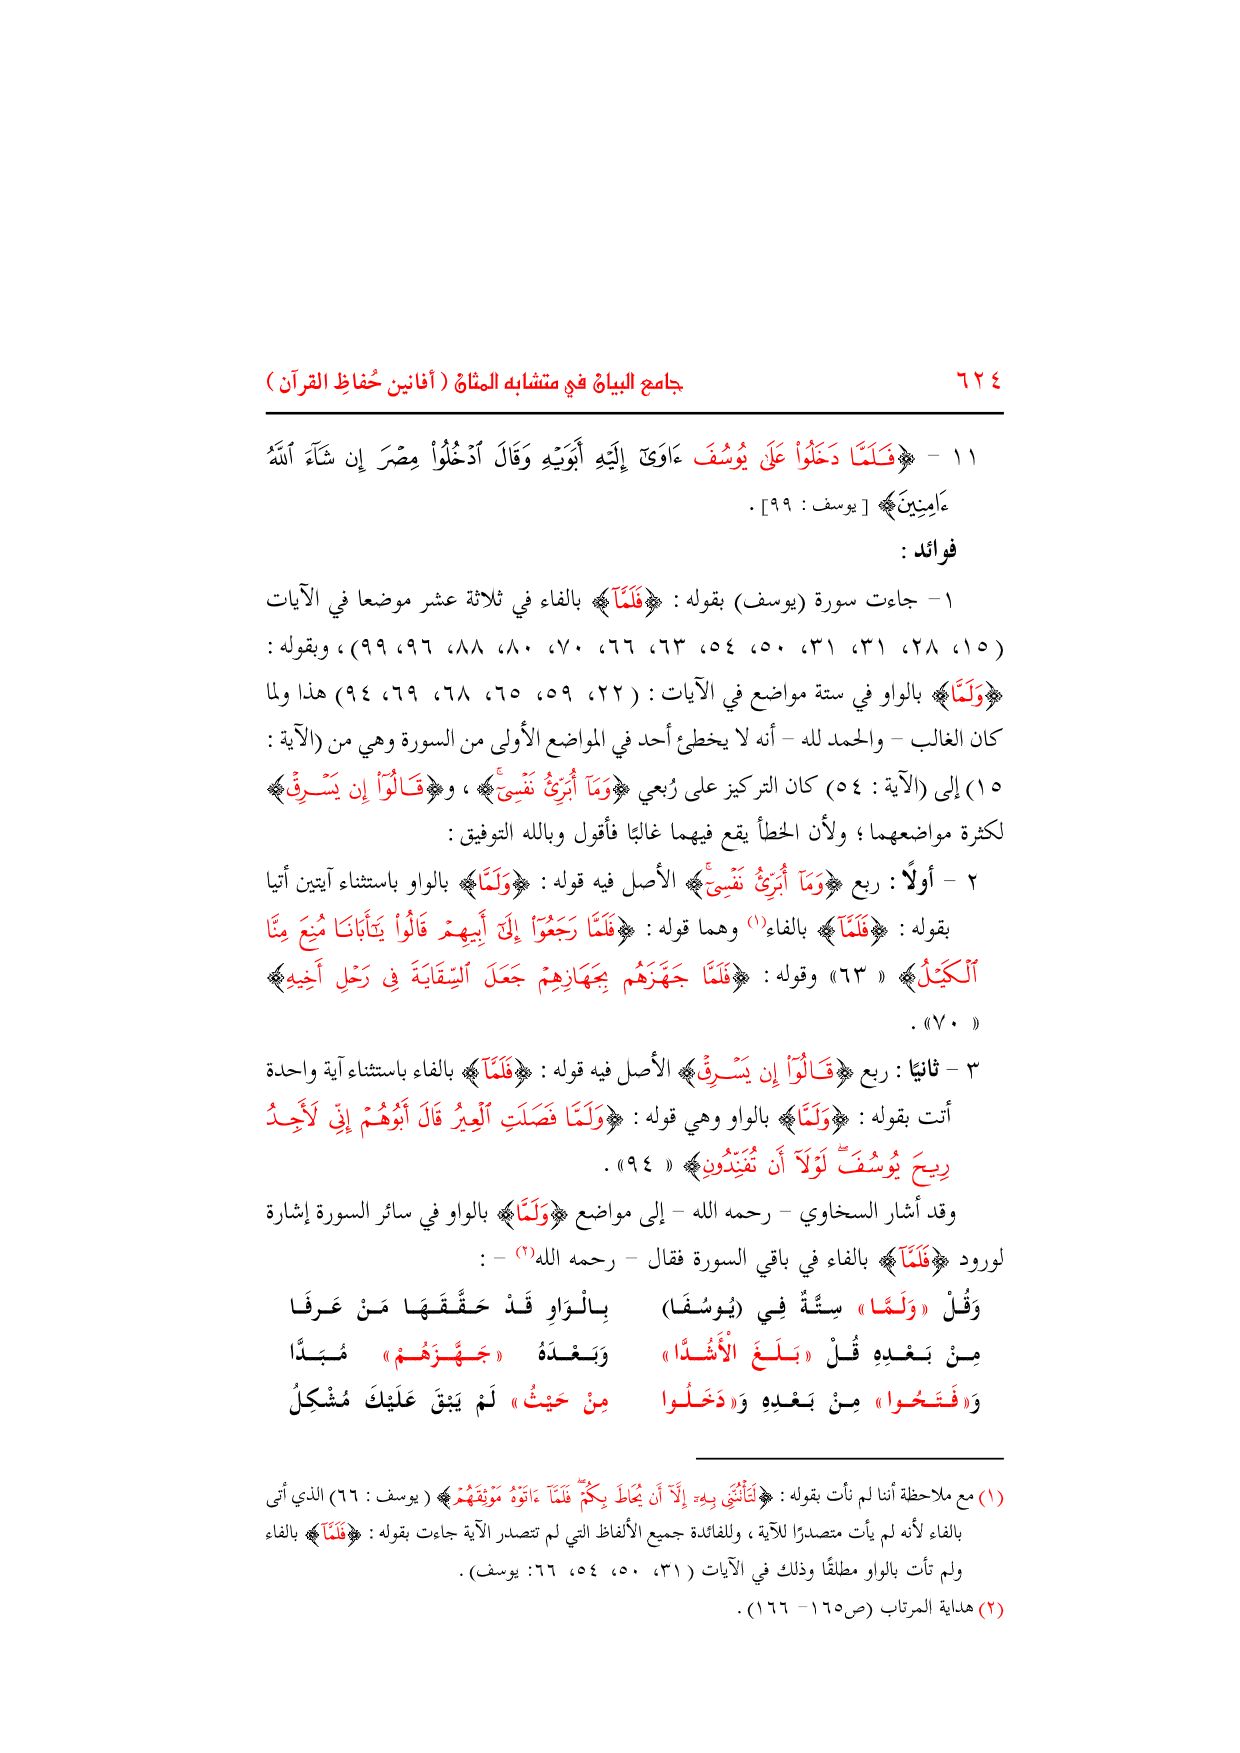 ٦٢٤ جامع البيان في متشابه المثان ( أفانين حُفاظِ القرآن )
١١ – ﴿فَلَمَّا دَخَلُواْ عَلَىٰ يُوسُفَ ءَاوَىٰٓ إِلَيۡهِ أَبَوَيۡهِ وَقَالَ ٱدۡخُلُواْ مِصۡرَ إِن شَآءَ ٱللَّهُ
ءَامِنِينَ﴾ [ يوسف : ٩٩] .
فوائد :
١– جاءت سورة (يوسف) بقوله : ﴿فَلَمَّآ﴾ بالفاء في ثلاثة عشر موضعا في الآيات
(١٥، ٢٨، ٣١، ٣١، ٥٠، ٥٤، ٦٣، ٦٦، ٧٠، ٨٠، ٨٨، ٩٦، ٩٩) ، وبقوله :
﴿وَلَمَّا﴾ بالواو في ستة مواضع في الآيات : ( ٢٢، ٥٩، ٦٥، ٦٨، ٦٩، ٩٤) هذا ولما
كان الغالب – والحمد لله – أنه لا يخطئ أحد في المواضع الأولى من السورة وهي من (الآية :
١٥) إلى (الآية : ٥٤) كان التركيز على رُبعي ﴿وَمَآ أُبَرِّئُ نَفۡسِيٓۚ﴾ ، و﴿قَالُوٓاْ إِن يَسۡرِقۡ﴾
لكثرة مواضعهما ؛ ولأن الخطأ يقع فيهما غالبًا فأقول وبالله التوفيق :
٢ – أولًا : ربع ﴿وَمَآ أُبَرِّئُ نَفۡسِيٓۚ﴾ الأصل فيه قوله : ﴿وَلَمَّا﴾ بالواو باستثناء آيتين أتيا
بقوله : ﴿فَلَمَّآ﴾ بالفاء(١) وهما قوله : ﴿فَلَمَّا رَجَعُوٓاْ إِلَىٰٓ أَبِيهِمۡ قَالُواْ يَـٰٓأَبَانَا مُنِعَ مِنَّا
ٱلۡكَيۡلُ﴾ « ٦٣» وقوله : ﴿فَلَمَّا جَهَّزَهُم بِجَهَازِهِمۡ جَعَلَ ٱلسِّقَايَةَ فِي رَحۡلِ أَخِيهِ﴾
« ٧٠» .
٣ – ثانيًا : ربع ﴿قَالُوٓاْ إِن يَسۡرِقۡ﴾ الأصل فيه قوله : ﴿فَلَمَّآ﴾ بالفاء باستثناء آية واحدة
أتت بقوله : ﴿وَلَمَّا﴾ بالواو وهي قوله : ﴿وَلَمَّا فَصَلَتِ ٱلۡعِيرُ قَالَ أَبُوهُمۡ إِنِّي لَأَجِدُ
رِيحَ يُوسُفَۖ لَوۡلَآ أَن تُفَنِّدُونِ﴾ « ٩٤» .
وقد أشار السخاوي – رحمه الله – إلى مواضع ﴿وَلَمَّا﴾ بالواو في سائر السورة إشارة
لورود ﴿فَلَمَّآ﴾ بالفاء في باقي السورة فقال – رحمه الله(٢) – :
وَقُلْ «وَلَمَّا» سِتَّةٌ فِي (يُوسُفَا) بِالْوَاوِ قَدْ حَقَّقَهَا مَنْ عَرفَا
مِنْ بَعْدِهِ قُلْ «بَلَغَ الْأَشُدَّا» وَبَعْدَهُ «جَهَّزَهُمْ» مُبَدَّا
وَ«فَتَحُوا» مِنْ بَعْدِهِ وَ«دَخَلُوا مِنْ حَيْثُ» لَمْ يَبْقَ عَلَيْكَ مُشْكِلُ
(١) مع ملاحظة أننا لم نأت بقوله : ﴿لَتَأۡتُنَّنِي بِهِۦٓ إِلَّآ أَن يُحَاطَ بِكُمۡۖ فَلَمَّآ ءَاتَوۡهُ مَوۡثِقَهُمۡ﴾ ( يوسف : ٦٦) الذي أتى
بالفاء لأنه لم يأت متصدرًا للآية ، وللفائدة جميع الألفاظ التي لم تتصدر الآية جاءت بقوله : ﴿فَلَمَّآ﴾ بالفاء
ولم تأت بالواو مطلقًا وذلك في الآيات ( ٣١، ٥٠، ٥٤، ٦٦: يوسف) .
(٢) هداية المرتاب (ص١٦٥– ١٦٦) .